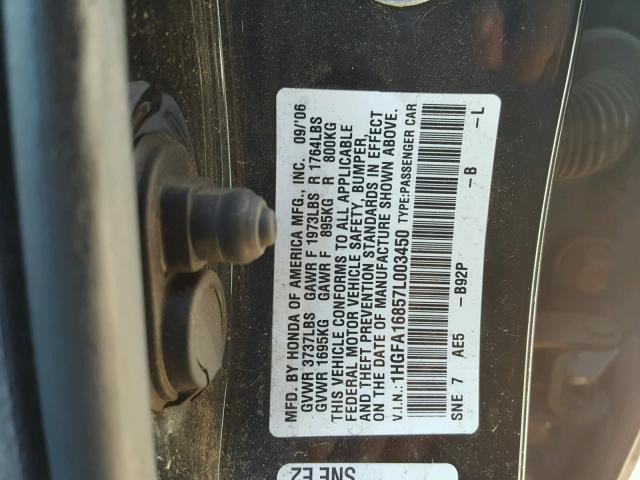 MFD. BY HONDA OF AMERICA MFG., INC. 09/'06
GVWR 3737LBS GAWR F 1973LBS R 1764LBS
GVWR 1695KG GAWR F 895KG R 800KG
THIS VEHICLE CONFORMS TO ALL APPLICABLE
FEDERAL MOTOR VEHICLE SAFETY, BUMPER,
AND THEFT PREVENTION STANDARDS IN EFFECT
ON THE DATE OF MANUFACTURE SHOWN ABOVE.
V.I.N.: 1HGFA16857L003450 TYPE:PASSENGER CAR
SNE 7 AE5 -B92P -B -L
SNE EZ